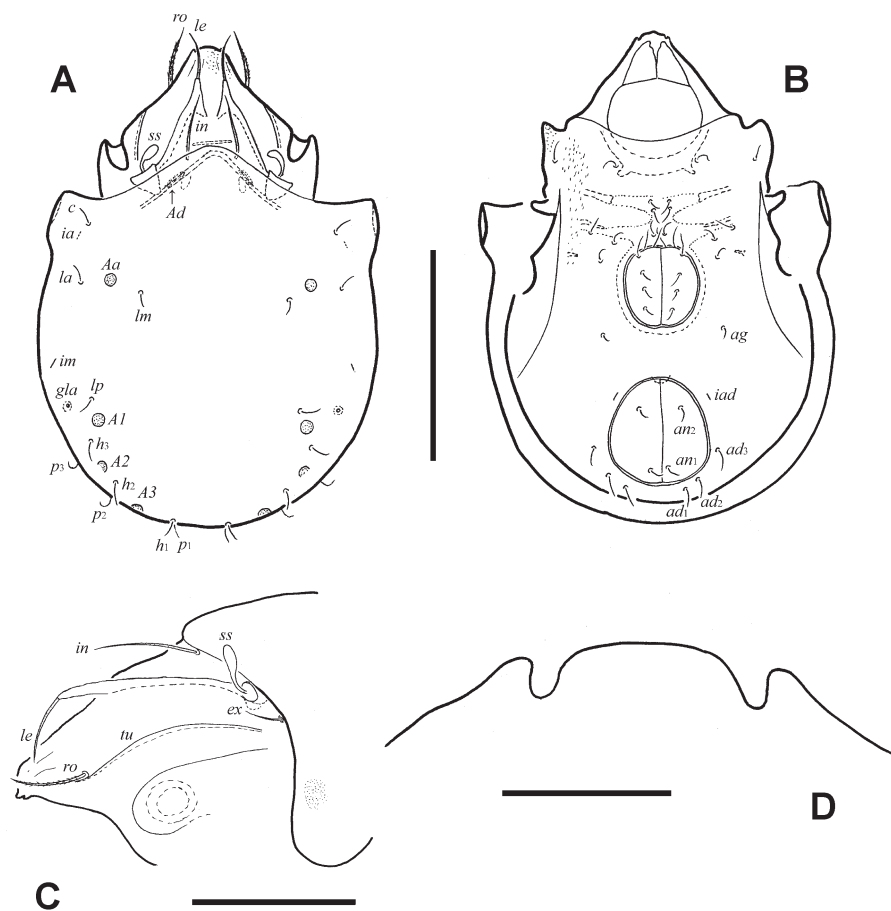 ro le
A
ss
in
c
Ad
ia
la
Aa
lm
im
gla
lp
A1
h3
p3
A2
h2
p2
A3
h1 p1
B
ag
iad
an2
an1
ad3
ad1 ad2
in
ss
ex
le
tu
ro
C
D